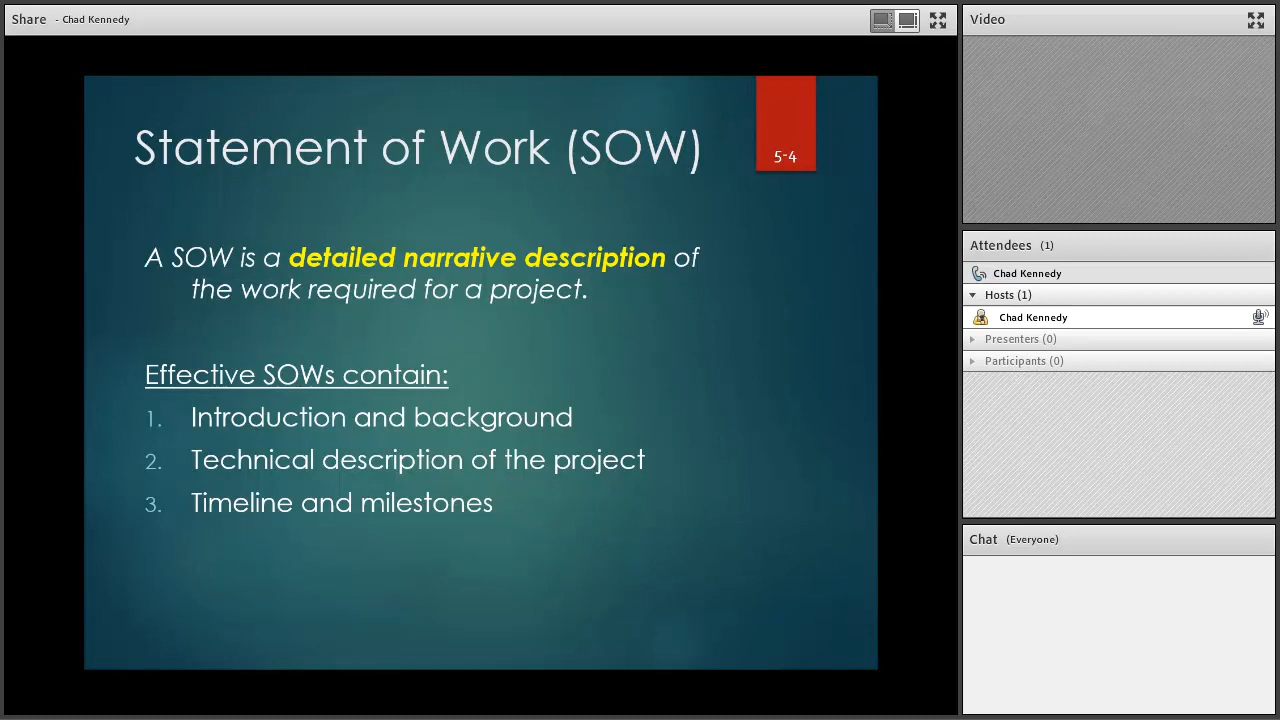 Share - Chad Kennedy
Statement of Work (SOW)
5-4
A SOW is a detailed narrative description of
the work required for a project.
Effective SOWs contain:
1. Introduction and background
2. Technical description of the project
3. Timeline and milestones
Video
Attendees (1)
Chad Kennedy
Hosts (1)
Chad Kennedy
Presenters (0)
Participants (0)
Chat (Everyone)